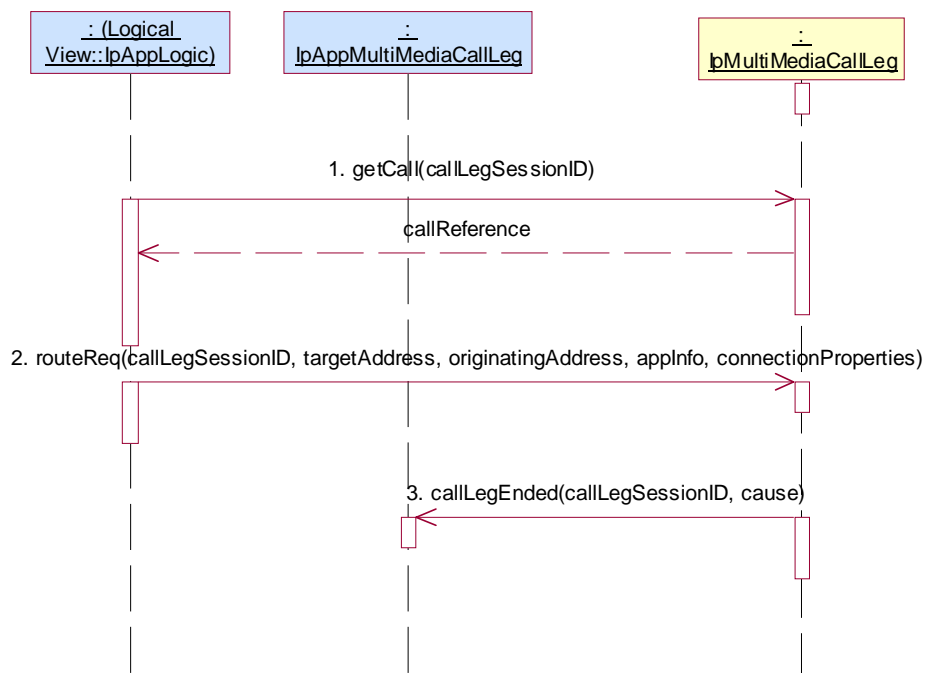 : (Logical
View::IpAppLogic)
:
IpAppMultiMediaCallLeg
:
IpMultiMediaCallLeg
1. getCall(callLegSessionID)
callReference
2. routeReq(callLegSessionID, targetAddress, originatingAddress, appInfo, connectionProperties)
3. callLegEnded(callLegSessionID, cause)